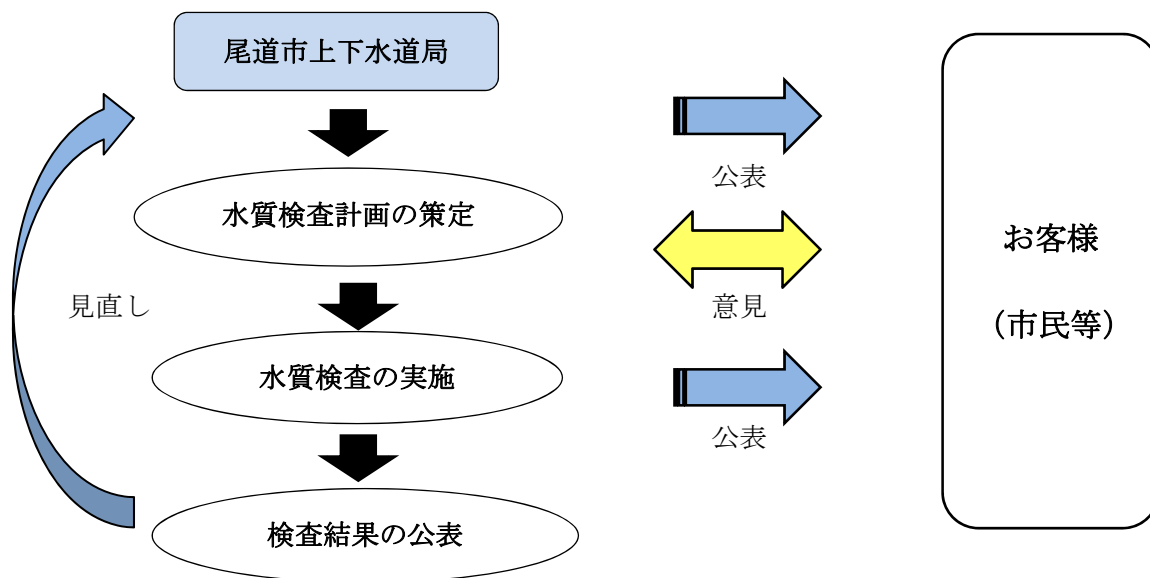 尾道市上下水道局
公表
水質検査計画の策定
お客様
見直し
意見
（市民等）
水質検査の実施
公表
検査結果の公表